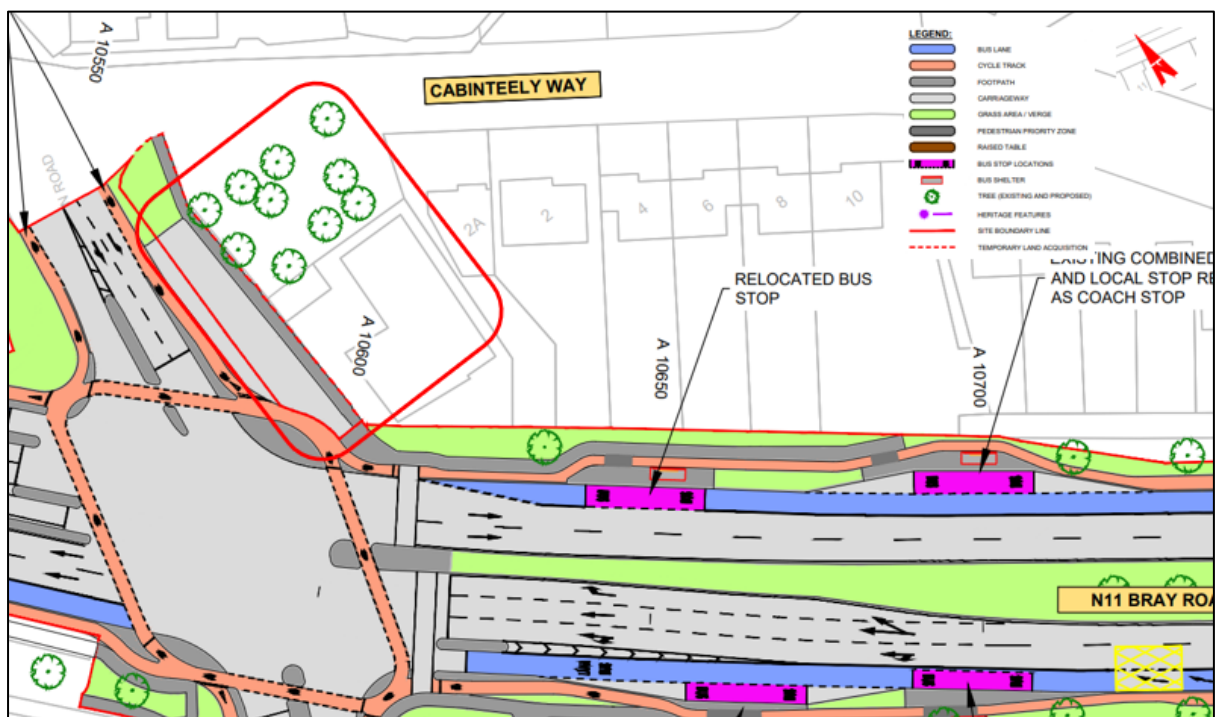 A 10550
CABINTEELY WAY
LEGEND:
BUS LANE
CYCLE TRACK
FOOTPATH
CARRIAGEWAY
GRASS AREA / VERGE
PEDESTRIAN PRIORITY ZONE
RAISED TABLE
BUS STOP LOCATIONS
BUS SHELTER
TREE (EXISTING AND PROPOSED)
HERITAGE FEATURES
SITE BOUNDARY LINE
TEMPORARY LAND ACQUISITION
N ROAD
2A
2
4
6
8
10
EXISTING COMBINED
AND LOCAL STOP RE
AS COACH STOP
RELOCATED BUS
STOP
A 10600
A 10650
A 10700
N11 BRAY ROA